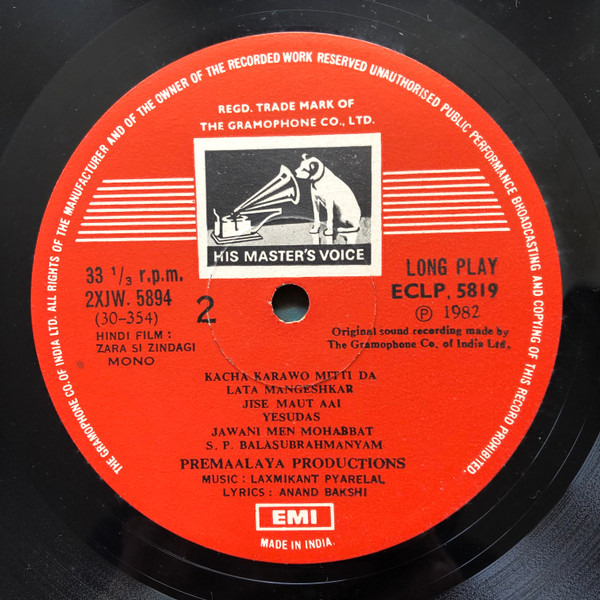 THE GRAMOPHONE CO. OF INDIA LTD. ALL RIGHTS OF THE MANUFACTURER AND OF THE OWNER OF THE RECORDED WORK RESERVED UNAUTHORISED PUBLIC PERFORMANCE BROADCASTING AND COPYING OF THIS RECORD PROHIBITED.
REGD. TRADE MARK OF
THE GRAMOPHONE CO., LTD.
HIS MASTER'S VOICE
33 1/3 r.p.m.
2XJW. 5894
(30-354)
HINDI FILM :
ZARA SI ZINDAGI
MONO
2
LONG PLAY
ECLP. 5819
Ⓟ 1982
Original sound recording made by
The Gramophone Co. of India Ltd.
KACHA KARAWO MITTI DA
LATA MANGESHKAR
JISE MAUT AAI
YESUDAS
JAWANI MEN MOHABBAT
S. P. BALASUBRAHMANYAM
PREMAALAYA PRODUCTIONS
MUSIC : LAXMIKANT PYARELAL
LYRICS : ANAND BAKSHI
EMI
MADE IN INDIA.